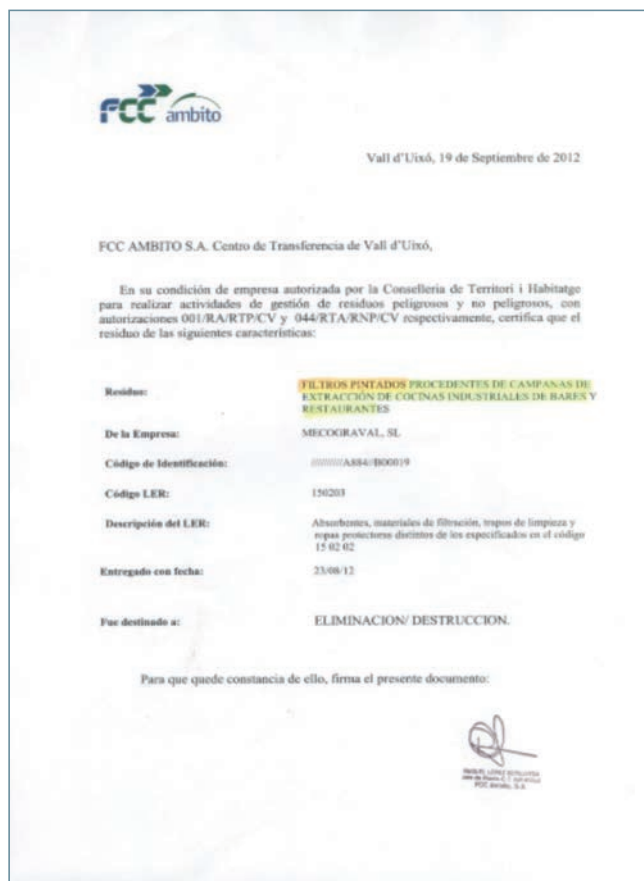 FCC ambito
Vall d'Uixó, 19 de Septiembre de 2012
FCC AMBITO S.A. Centro de Transferencia de Vall d'Uixó,
En su condición de empresa autorizada por la Conselleria de Territori i Habitatge
para realizar actividades de gestión de residuos peligrosos y no peligrosos, con
autorizaciones 001/RA/RTP/CV y 044/RTA/RNP/CV respectivamente, certifica que el
residuo de las siguientes características:
Residuo: FILTROS PINTADOS PROCEDENTES DE CAMPANAS DE
EXTRACCIÓN DE COCINAS INDUSTRIALES DE BARES Y
RESTAURANTES
De la Empresa: MECOGRAVAL, SL
Código de Identificación: //////////A884//B00019
Código LER: 150203
Descripción del LER: Absorbentes, materiales de filtración, trapos de limpieza y
ropas protectoras distintos de los especificados en el código
15 02 02
Entregado con fecha: 23/08/12
Fue destinado a: ELIMINACION/ DESTRUCCION.
Para que quede constancia de ello, firma el presente documento:
FCC ámbito, S.A.